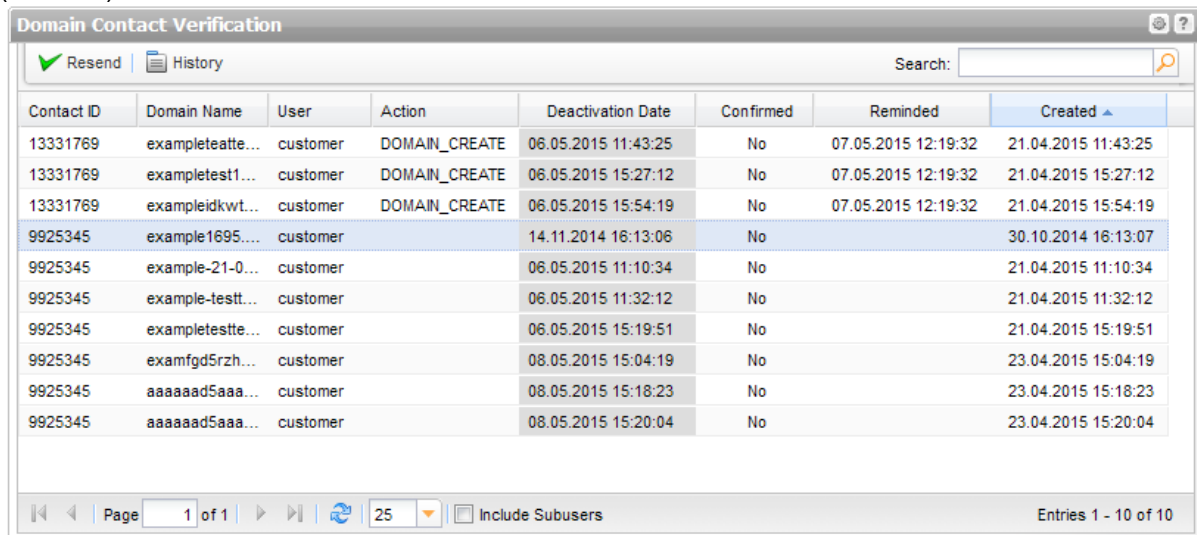 Domain Contact Verification
Resend History Search:
Contact ID Domain Name User Action Deactivation Date Confirmed Reminded Created
13331769 exampleteatte... customer DOMAIN_CREATE 06.05.2015 11:43:25 No 07.05.2015 12:19:32 21.04.2015 11:43:25
13331769 exampletest1... customer DOMAIN_CREATE 06.05.2015 15:27:12 No 07.05.2015 12:19:32 21.04.2015 15:27:12
13331769 exampleidkwt... customer DOMAIN_CREATE 06.05.2015 15:54:19 No 07.05.2015 12:19:32 21.04.2015 15:54:19
9925345 example1695.... customer 14.11.2014 16:13:06 No 30.10.2014 16:13:07
9925345 example-21-0... customer 06.05.2015 11:10:34 No 21.04.2015 11:10:34
9925345 example-testt... customer 06.05.2015 11:32:12 No 21.04.2015 11:32:12
9925345 exampletestte... customer 06.05.2015 15:19:51 No 21.04.2015 15:19:51
9925345 examfgd5rzh... customer 08.05.2015 15:04:19 No 23.04.2015 15:04:19
9925345 aaaaaad5aaa... customer 08.05.2015 15:18:23 No 23.04.2015 15:18:23
9925345 aaaaaad5aaa... customer 08.05.2015 15:20:04 No 23.04.2015 15:20:04
Page 1 of 1 25 Include Subusers Entries 1 - 10 of 10